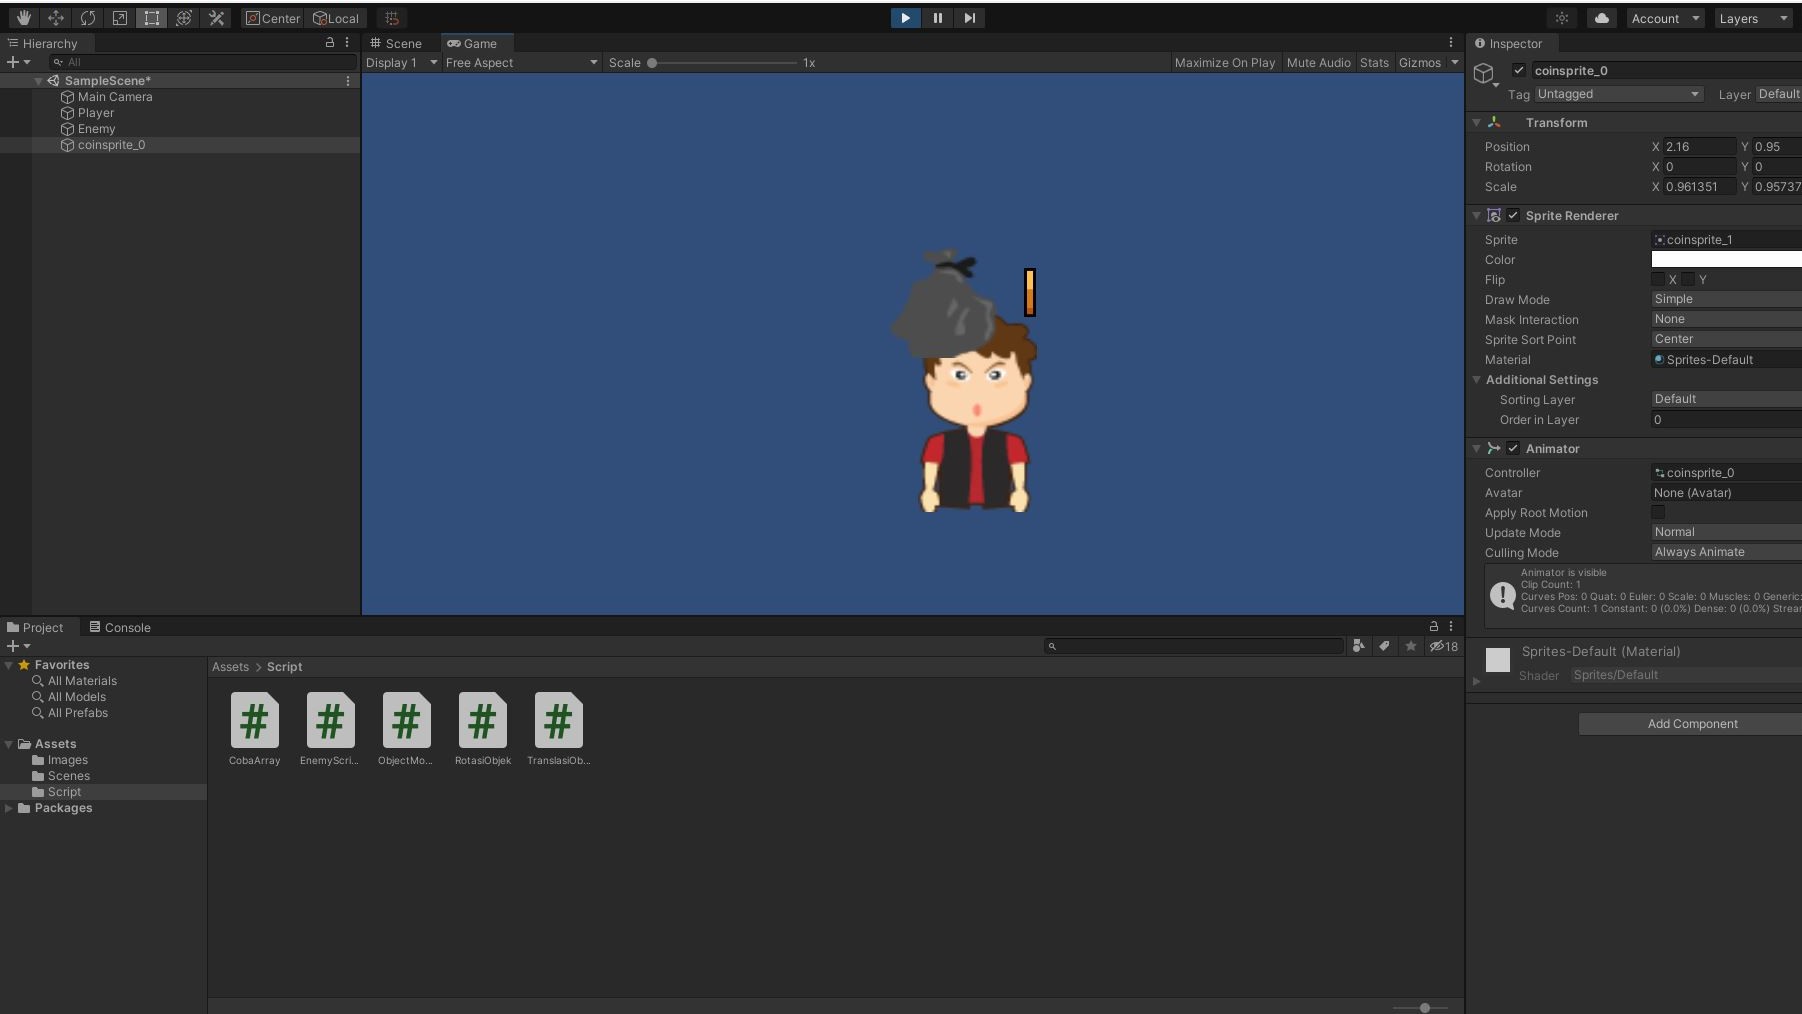 Center
Local
Account
Layers
Hierarchy
All
SampleScene*
Main Camera
Player
Enemy
coinsprite_0
Scene
Game
Display 1
Free Aspect
Scale
1x
Maximize On Play
Mute Audio
Stats
Gizmos
Inspector
coinsprite_0
Tag Untagged Layer Default
Transform
Position X 2.16 Y 0.95
Rotation X 0 Y 0
Scale X 0.961351 Y 0.95737
Sprite Renderer
Sprite coinsprite_1
Color
Flip X Y
Draw Mode Simple
Mask Interaction None
Sprite Sort Point Center
Material Sprites-Default
Additional Settings
Sorting Layer Default
Order in Layer 0
Animator
Controller coinsprite_0
Avatar None (Avatar)
Apply Root Motion
Update Mode Normal
Culling Mode Always Animate
Animator is visible
Clip Count: 1
Curves Pos: 0 Quat: 0 Euler: 0 Scale: 0 Muscles: 0 Generic:
Curves Count: 1 Constant: 0 (0.0%) Dense: 0 (0.0%) Strea
Sprites-Default (Material)
Shader Sprites/Default
Add Component
Project
Console
18
Favorites
All Materials
All Models
All Prefabs
Assets
Images
Scenes
Script
Packages
Assets > Script
# # # # #
CobaArray EnemyScri... ObjectMo... RotasiObjek TranslasiOb...